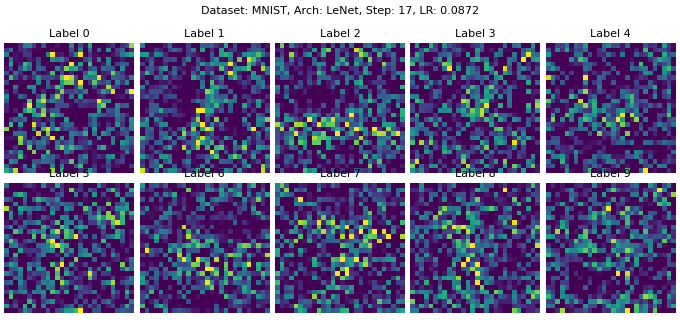 Dataset: MNIST, Arch: LeNet, Step: 17, LR: 0.0872
Label 0 Label 1 Label 2 Label 3 Label 4
Label 5 Label 6 Label 7 Label 8 Label 9